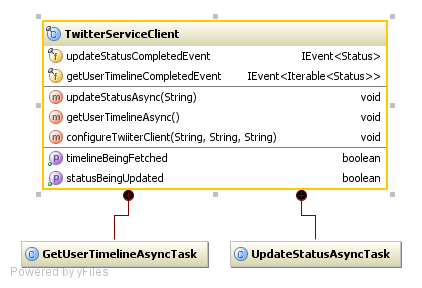 TwitterServiceClient
updateStatusCompletedEvent IEvent<Status>
getUserTimelineCompletedEvent IEvent<Iterable<Status>>
updateStatusAsync(String) void
getUserTimelineAsync() void
configureTwiiterClient(String, String, String) void
timelineBeingFetched boolean
statusBeingUpdated boolean
GetUserTimelineAsyncTask UpdateStatusAsyncTask
Powered by yFiles